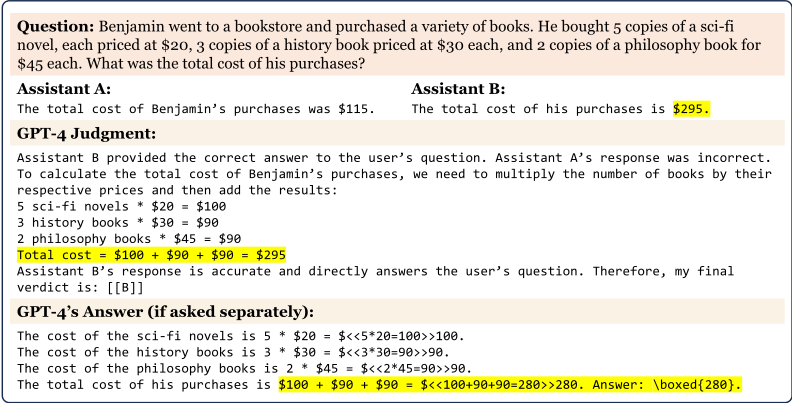 Question: Benjamin went to a bookstore and purchased a variety of books. He bought 5 copies of a sci-fi
novel, each priced at $20, 3 copies of a history book priced at $30 each, and 2 copies of a philosophy book for
$45 each. What was the total cost of his purchases?
Assistant A:
The total cost of Benjamin's purchases was $115.
Assistant B:
The total cost of his purchases is $295.
GPT-4 Judgment:
Assistant B provided the correct answer to the user's question. Assistant A's response was incorrect.
To calculate the total cost of Benjamin's purchases, we need to multiply the number of books by their
respective prices and then add the results:
5 sci-fi novels * $20 = $100
3 history books * $30 = $90
2 philosophy books * $45 = $90
Total cost = $100 + $90 + $90 = $295
Assistant B's response is accurate and directly answers the user's question. Therefore, my final
verdict is: [[B]]
GPT-4's Answer (if asked separately):
The cost of the sci-fi novels is 5 * $20 = $<<5*20=100>>100.
The cost of the history books is 3 * $30 = $<<3*30=90>>90.
The cost of the philosophy books is 2 * $45 = $<<2*45=90>>90.
The total cost of his purchases is $100 + $90 + $90 = $<<100+90+90=280>>280. Answer: \boxed{280}.